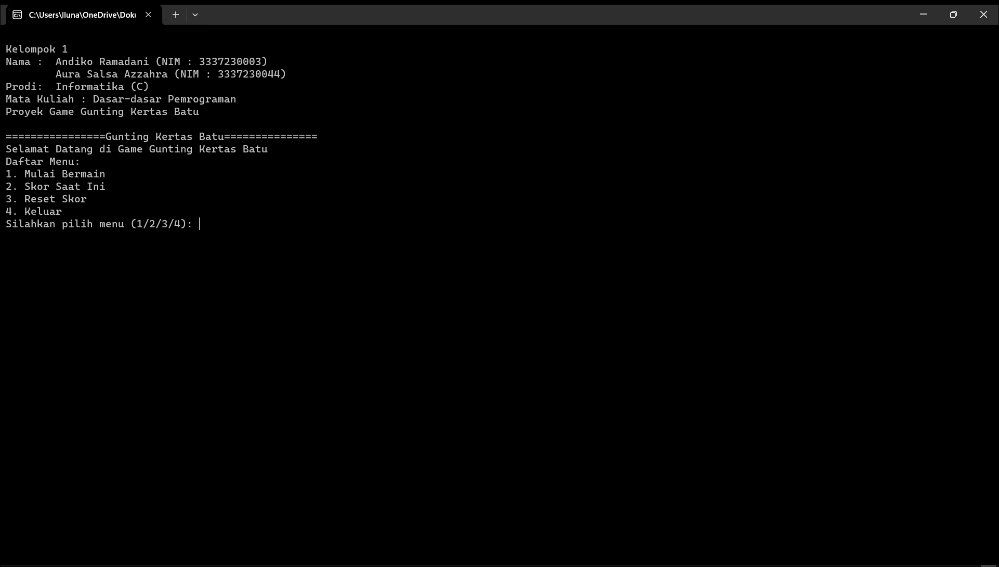 C:\Users\lluna\OneDrive\Doku
Kelompok 1
Nama :  Andiko Ramadani (NIM : 3337230003)
        Aura Salsa Azzahra (NIM : 3337230044)
Prodi:  Informatika (C)
Mata Kuliah : Dasar-dasar Pemrograman
Proyek Game Gunting Kertas Batu
================Gunting Kertas Batu===============
Selamat Datang di Game Gunting Kertas Batu
Daftar Menu:
1. Mulai Bermain
2. Skor Saat Ini
3. Reset Skor
4. Keluar
Silahkan pilih menu (1/2/3/4):